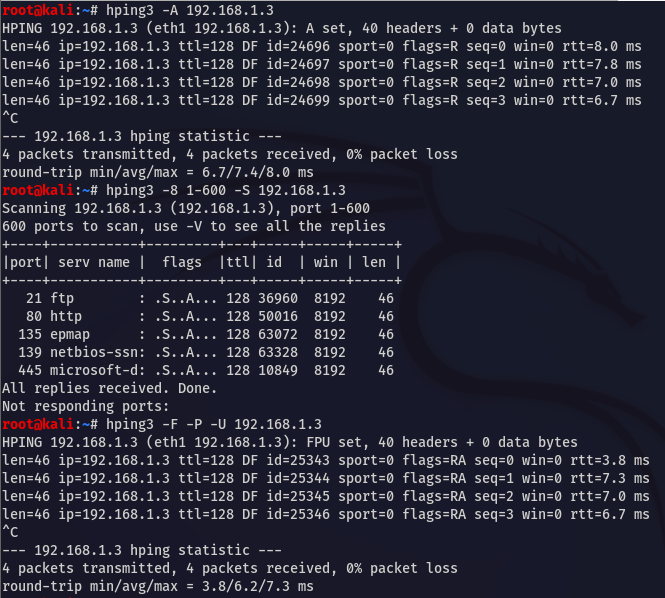 root@kali:~# hping3 -A 192.168.1.3
HPING 192.168.1.3 (eth1 192.168.1.3): A set, 40 headers + 0 data bytes
len=46 ip=192.168.1.3 ttl=128 DF id=24696 sport=0 flags=R seq=0 win=0 rtt=8.0 ms
len=46 ip=192.168.1.3 ttl=128 DF id=24697 sport=0 flags=R seq=1 win=0 rtt=7.8 ms
len=46 ip=192.168.1.3 ttl=128 DF id=24698 sport=0 flags=R seq=2 win=0 rtt=7.0 ms
len=46 ip=192.168.1.3 ttl=128 DF id=24699 sport=0 flags=R seq=3 win=0 rtt=6.7 ms
^C
--- 192.168.1.3 hping statistic ---
4 packets transmitted, 4 packets received, 0% packet loss
round-trip min/avg/max = 6.7/7.4/8.0 ms
root@kali:~# hping3 -8 1-600 -S 192.168.1.3
Scanning 192.168.1.3 (192.168.1.3), port 1-600
600 ports to scan, use -V to see all the replies
+----+-----------+---------+---+-----+-----+-----+
|port| serv name |  flags  |ttl| id  | win | len |
+----+-----------+---------+---+-----+-----+-----+
   21 ftp        : .S..A... 128 36960  8192    46
   80 http       : .S..A... 128 50016  8192    46
  135 epmap      : .S..A... 128 63072  8192    46
  139 netbios-ssn: .S..A... 128 63328  8192    46
  445 microsoft-d: .S..A... 128 10849  8192    46
All replies received. Done.
Not responding ports:
root@kali:~# hping3 -F -P -U 192.168.1.3
HPING 192.168.1.3 (eth1 192.168.1.3): FPU set, 40 headers + 0 data bytes
len=46 ip=192.168.1.3 ttl=128 DF id=25343 sport=0 flags=RA seq=0 win=0 rtt=3.8 ms
len=46 ip=192.168.1.3 ttl=128 DF id=25344 sport=0 flags=RA seq=1 win=0 rtt=7.3 ms
len=46 ip=192.168.1.3 ttl=128 DF id=25345 sport=0 flags=RA seq=2 win=0 rtt=7.0 ms
len=46 ip=192.168.1.3 ttl=128 DF id=25346 sport=0 flags=RA seq=3 win=0 rtt=6.7 ms
^C
--- 192.168.1.3 hping statistic ---
4 packets transmitted, 4 packets received, 0% packet loss
round-trip min/avg/max = 3.8/6.2/7.3 ms